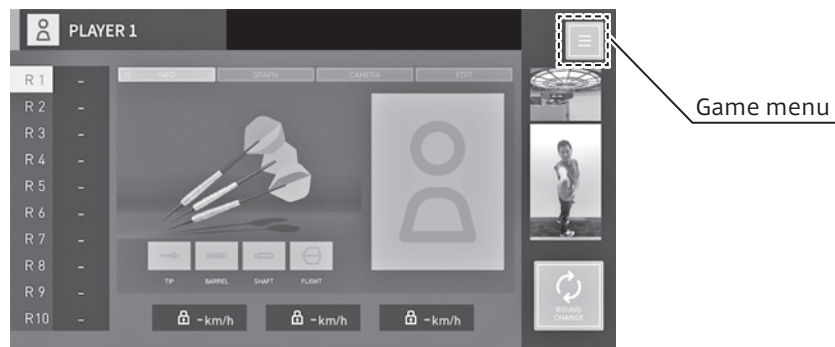 PLAYER 1
INFO GRAPH CAMERA EDIT
R 1 -
R 2 -
R 3 -
R 4 -
R 5 -
R 6 -
R 7 -
R 8 -
R 9 -
R10 -
TIP BARREL SHAFT FLIGHT
-km/h -km/h -km/h
ROUND
CHANGE
Game menu